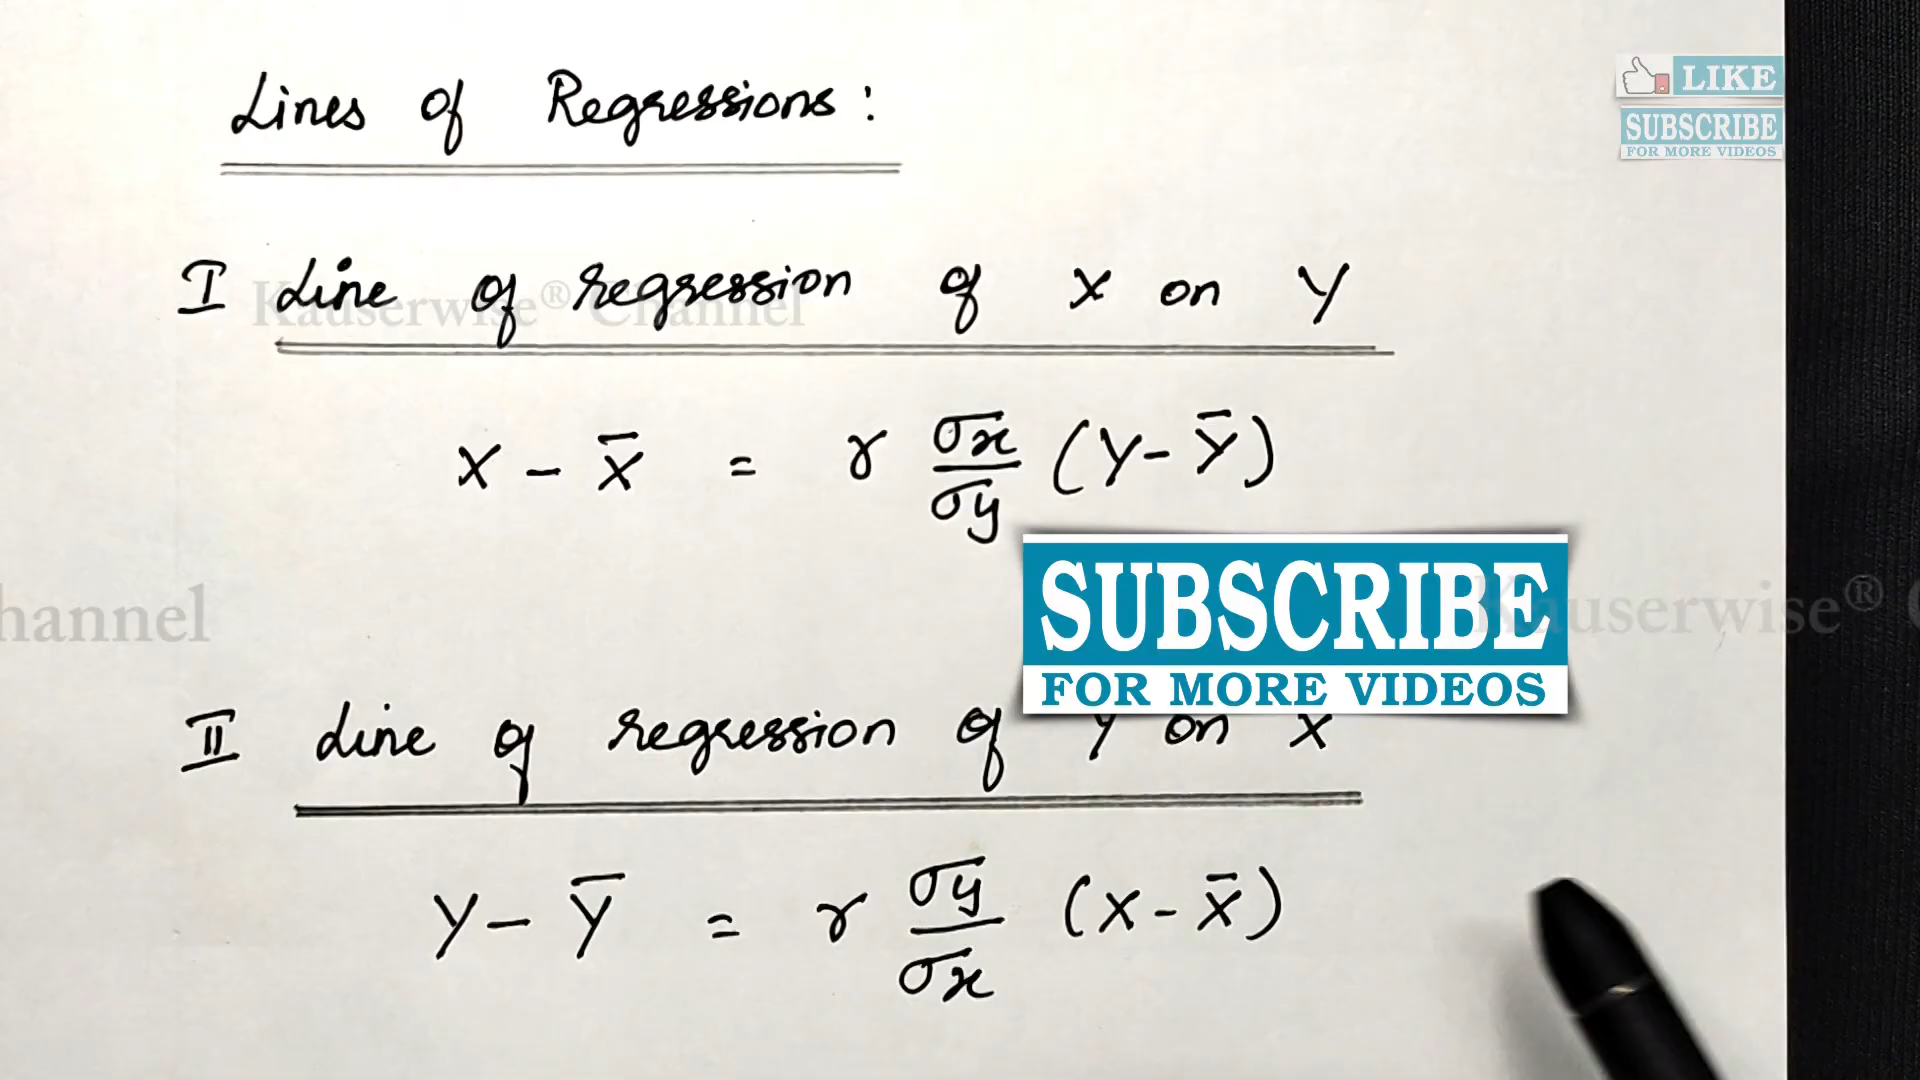 Lines of Regressions:
LIKE
SUBSCRIBE
FOR MORE VIDEOS
I Line of regression of X on Y
Kauserwise® Channel
X - X̄ = r σx/σy (Y - Ȳ)
SUBSCRIBE
FOR MORE VIDEOS
hannel
Kauserwise® C
II Line of regression of Y on X
Y - Ȳ = r σy/σx (X - X̄)